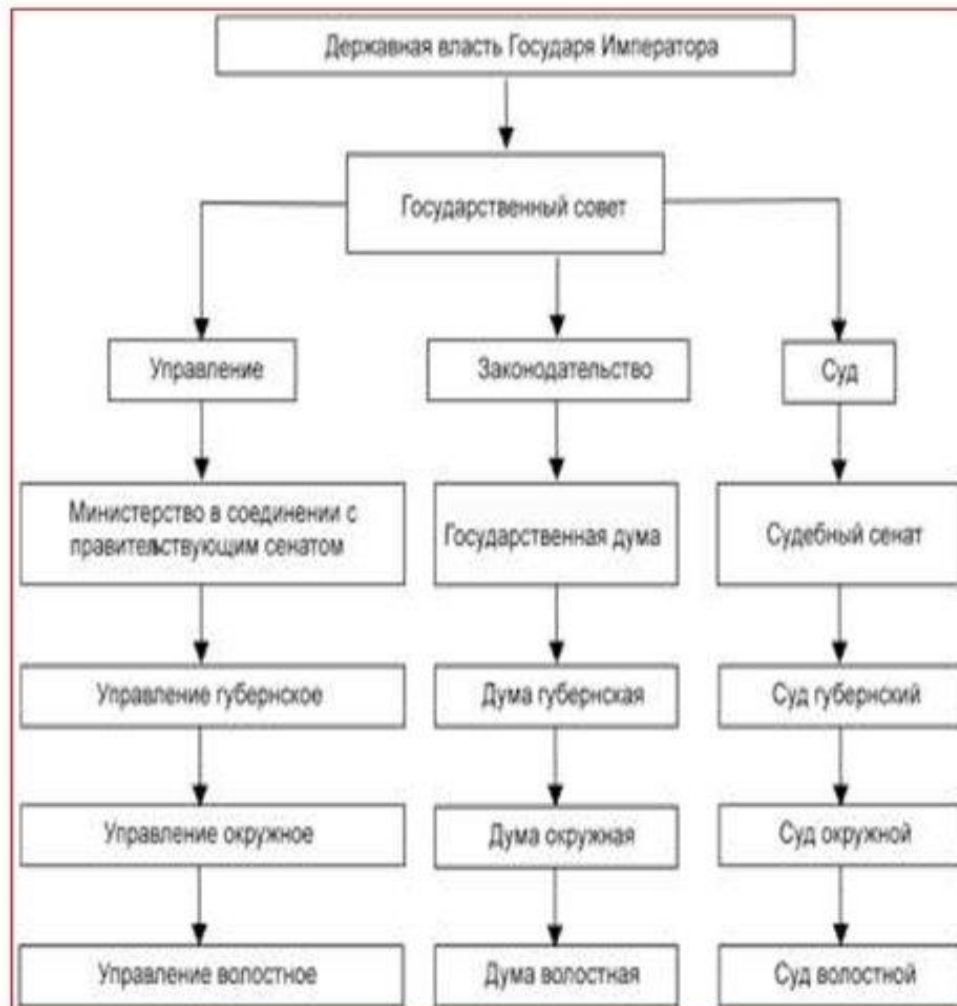 Державная власть Государя Императора
Государственный совет
Управление
Законодательство
Суд
Министерство в соединении с
правительствующим сенатом
Государственная дума
Судебный сенат
Управление губернское
Дума губернская
Суд губернский
Управление окружное
Дума окружная
Суд окружной
Управление волостное
Дума волостная
Суд волостной